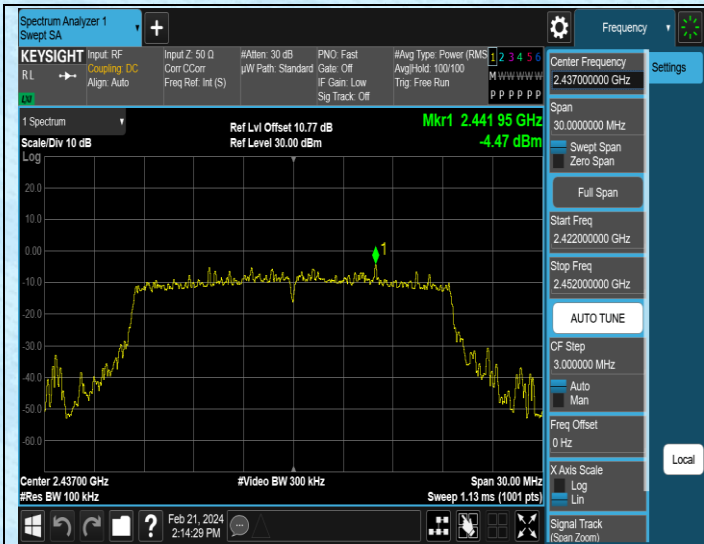 Spectrum Analyzer 1
Swept SA
Frequency
KEYSIGHT
RL
LXI
Input: RF
Coupling: DC
Align: Auto
Input Z: 50 Ω
Corr CCorr
Freq Ref: Int (S)
#Atten: 30 dB
µW Path: Standard
PNO: Fast
Gate: Off
IF Gain: Low
Sig Track: Off
#Avg Type: Power (RMS
Avg|Hold: 100/100
Trig: Free Run
1 2 3 4 5 6
M W W W W W
P P P P P P
1 Spectrum
Scale/Div 10 dB
Ref Lvl Offset 10.77 dB
Ref Level 30.00 dBm
Mkr1 2.441 95 GHz
-4.47 dBm
Log
20.0
10.0
0.00
-10.0
-20.0
-30.0
-40.0
-50.0
-60.0
1
Center 2.43700 GHz
#Res BW 100 kHz
#Video BW 300 kHz
Span 30.00 MHz
Sweep 1.13 ms (1001 pts)
Feb 21, 2024
2:14:29 PM
Center Frequency
2.437000000 GHz
Span
30.0000000 MHz
Swept Span
Zero Span
Full Span
Start Freq
2.422000000 GHz
Stop Freq
2.452000000 GHz
AUTO TUNE
CF Step
3.000000 MHz
Auto
Man
Freq Offset
0 Hz
X Axis Scale
Log
Lin
Signal Track
(Span Zoom)
Settings
Local